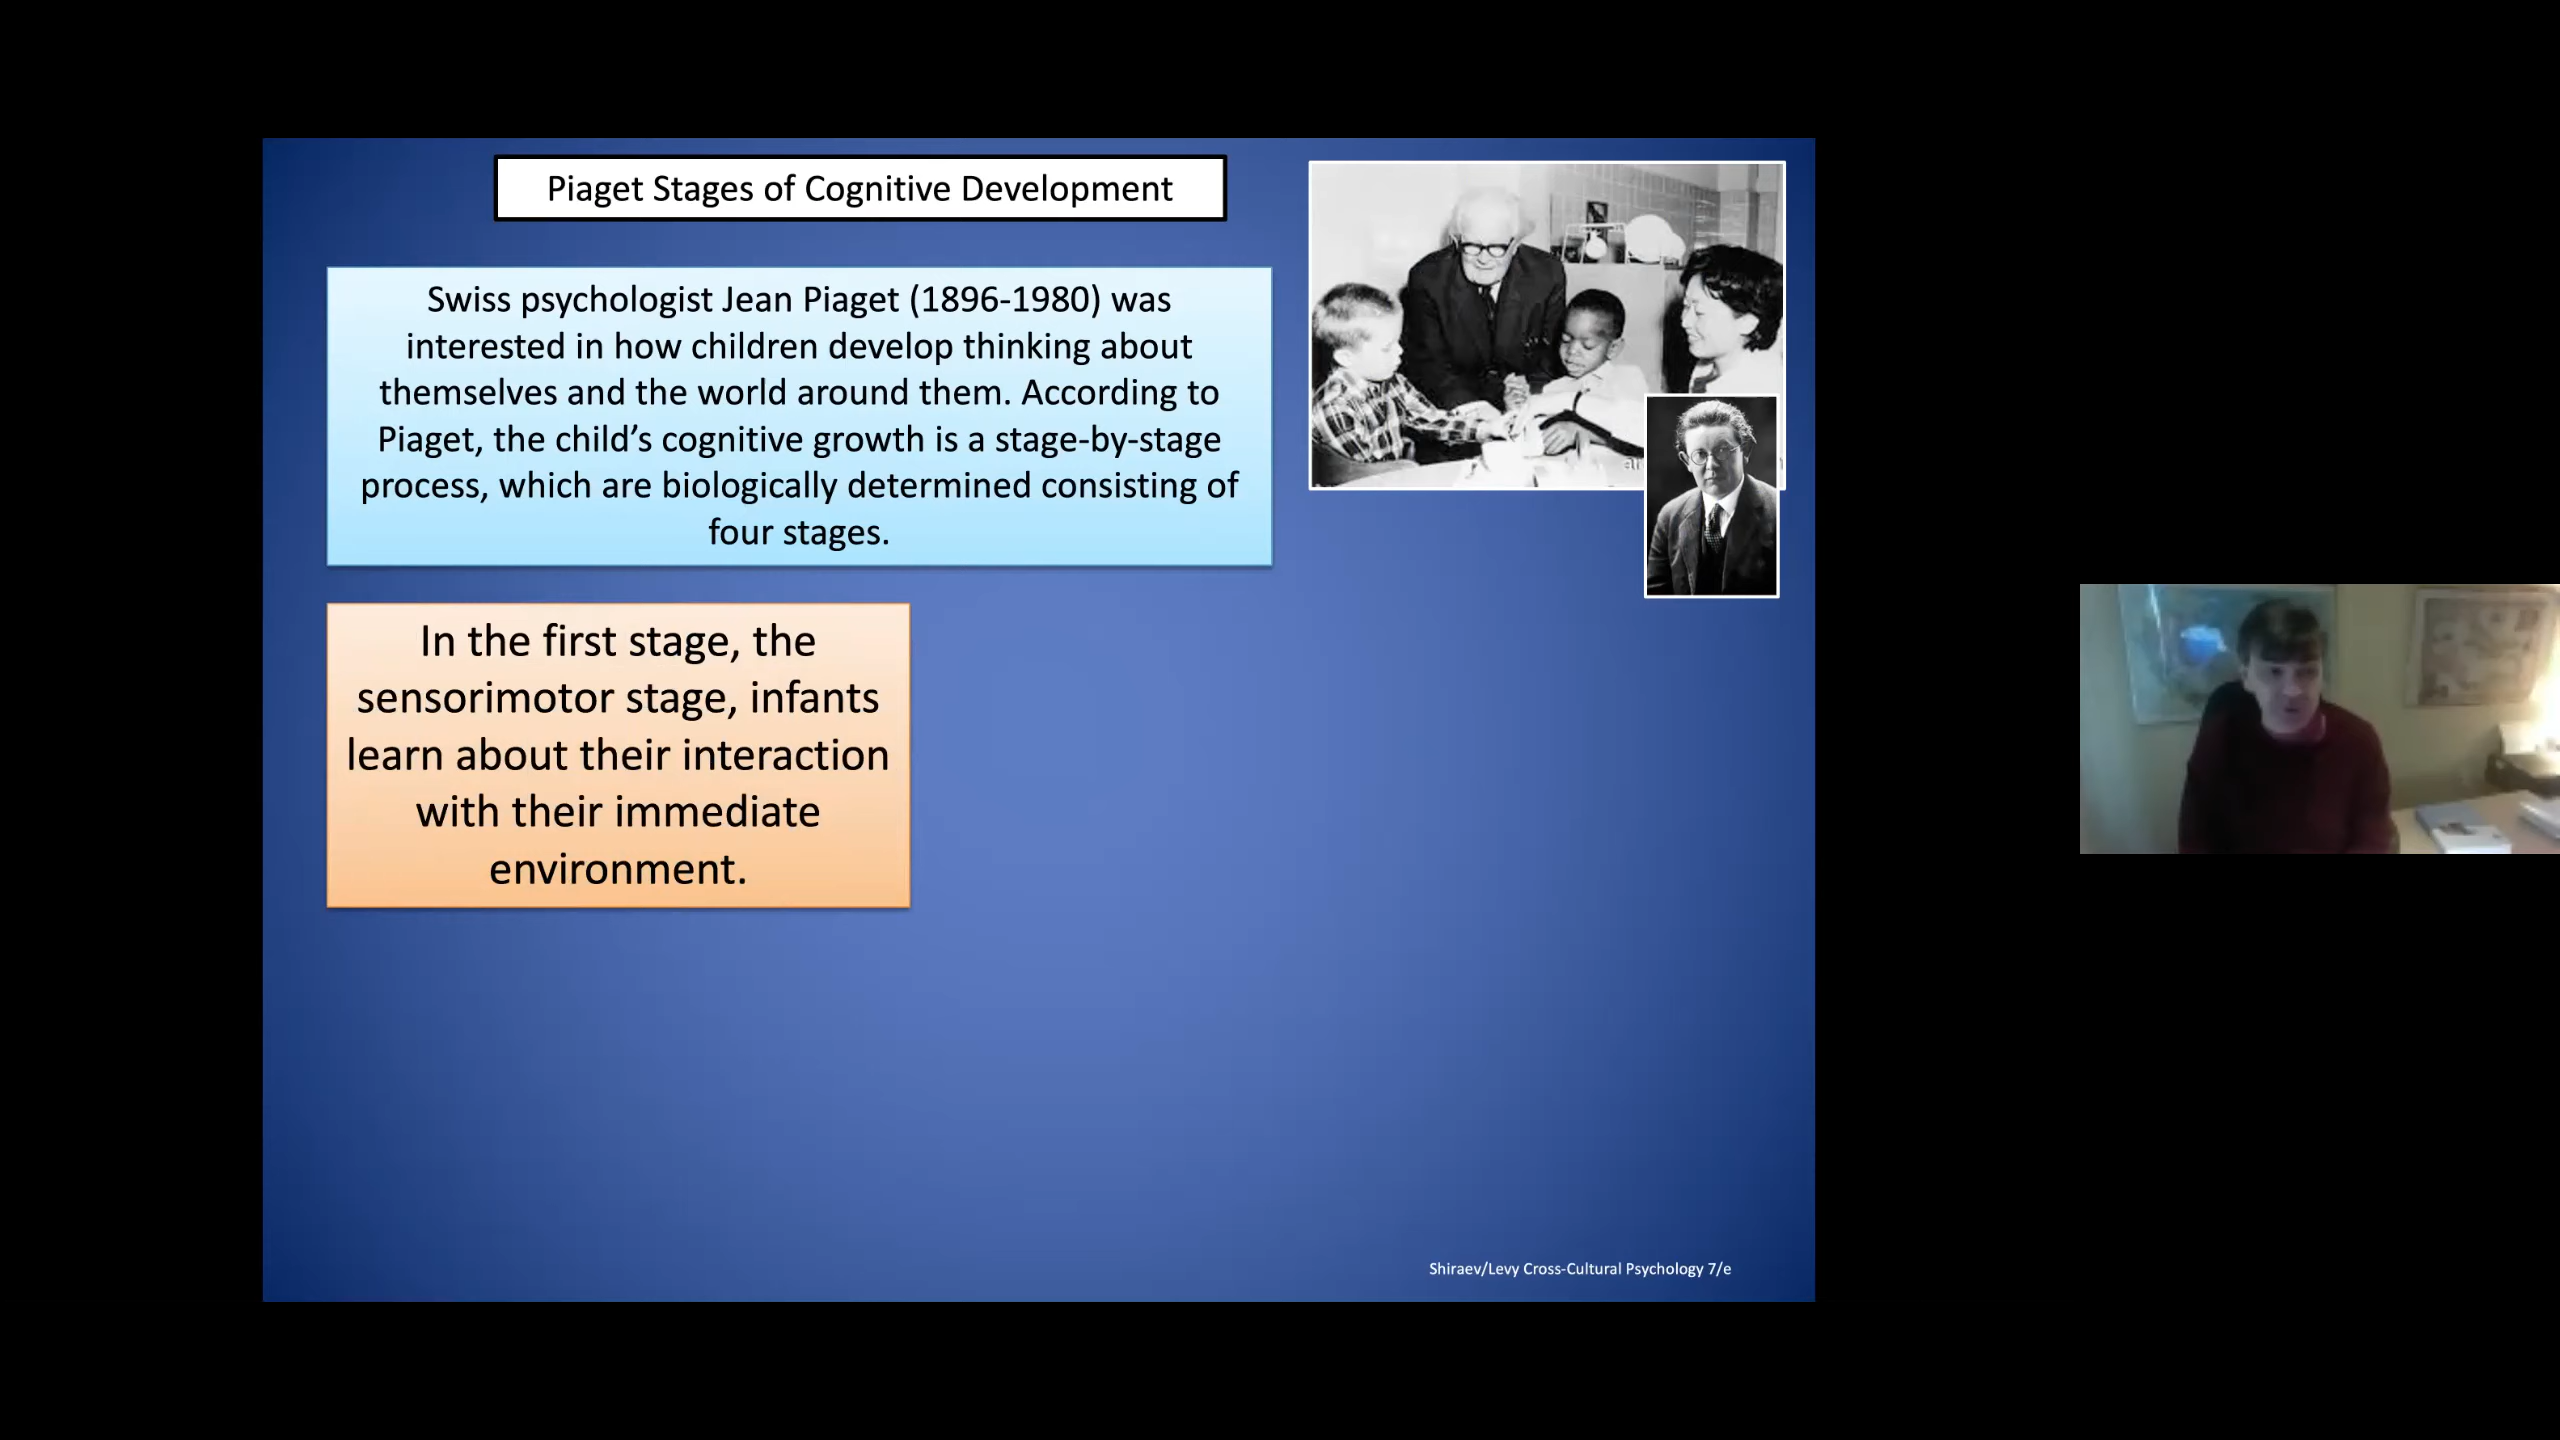 Piaget Stages of Cognitive Development
Swiss psychologist Jean Piaget (1896-1980) was
interested in how children develop thinking about
themselves and the world around them. According to
Piaget, the child’s cognitive growth is a stage-by-stage
process, which are biologically determined consisting of
four stages.
In the first stage, the
sensorimotor stage, infants
learn about their interaction
with their immediate
environment.
Shiraev/Levy Cross-Cultural Psychology 7/e